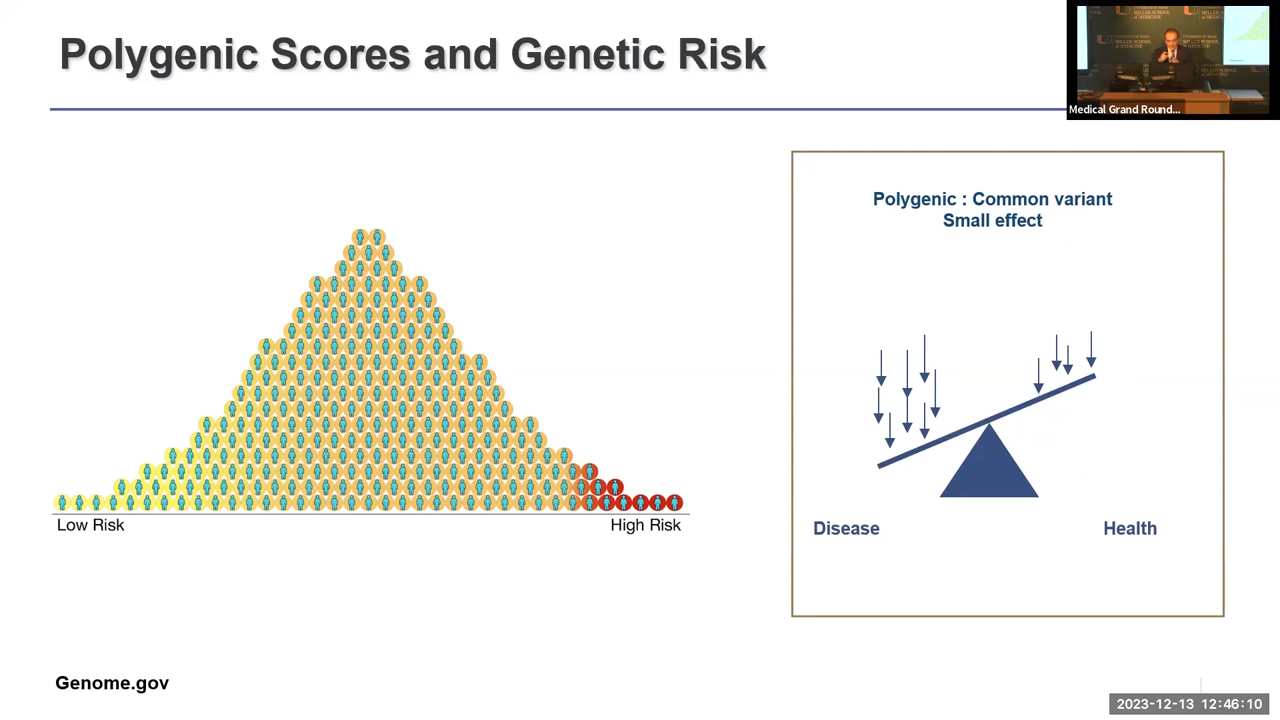 Polygenic Scores and Genetic Risk
Medical Grand Round...
Polygenic : Common variant
Small effect
Low Risk
High Risk
Disease
Health
Genome.gov
2023-12-13 12:46:10